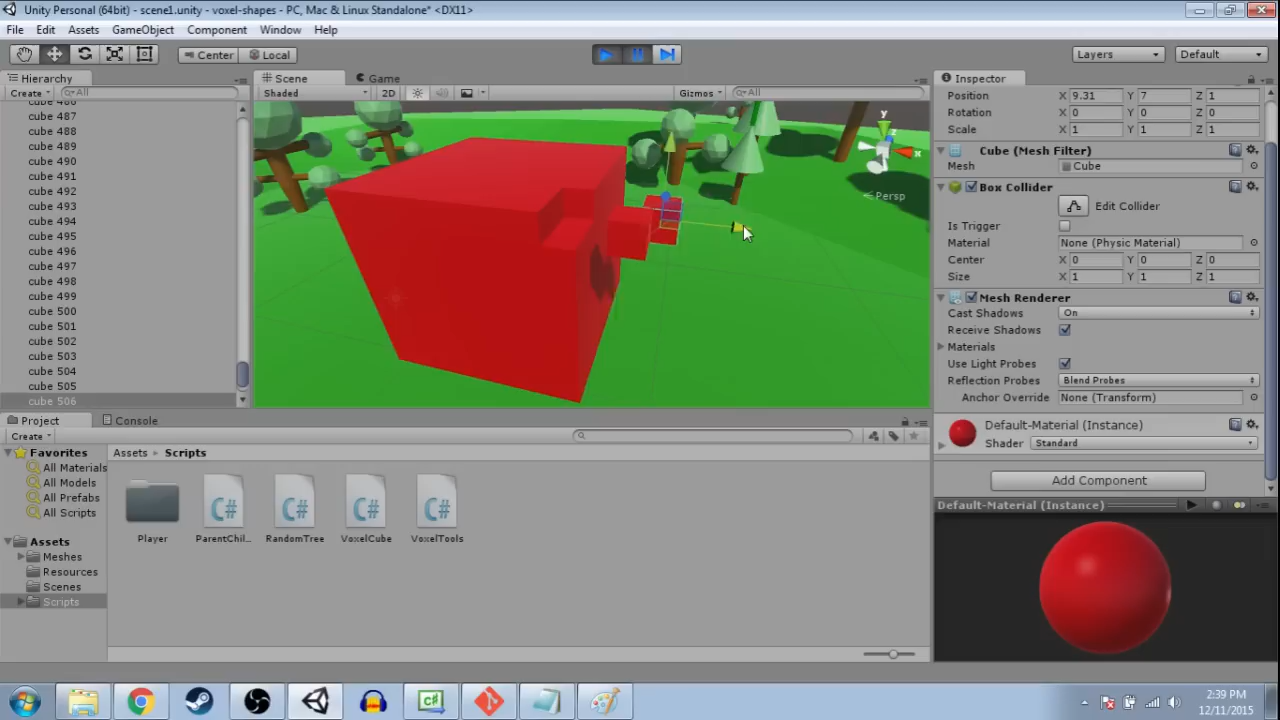 Unity Personal (64bit) - scene1.unity - voxel-shapes - PC, Mac & Linux Standalone* <DX11>
File Edit Assets GameObject Component Window Help
Center Local Layers Default
Hierarchy
Create All
cube 486
cube 487
cube 488
cube 489
cube 490
cube 491
cube 492
cube 493
cube 494
cube 495
cube 496
cube 497
cube 498
cube 499
cube 500
cube 501
cube 502
cube 503
cube 504
cube 505
cube 506
Scene Game
Shaded 2D Gizmos All
y
x
z
Persp
Inspector
Position X 9.31 Y 7 Z 1
Rotation X 0 Y 0 Z 0
Scale X 1 Y 1 Z 1
Cube (Mesh Filter)
Mesh Cube
Box Collider
Edit Collider
Is Trigger
Material None (Physic Material)
Center X 0 Y 0 Z 0
Size X 1 Y 1 Z 1
Mesh Renderer
Cast Shadows On
Receive Shadows
Materials
Use Light Probes
Reflection Probes Blend Probes
Anchor Override None (Transform)
Default-Material (Instance)
Shader Standard
Add Component
Default-Material (Instance)
Project Console
Create
Favorites
All Materials
All Models
All Prefabs
All Scripts
Assets
Meshes
Resources
Scenes
Scripts
Assets Scripts
C# C# C# C#
Player ParentChil... RandomTree VoxelCube VoxelTools
C#
2:39 PM
12/11/2015